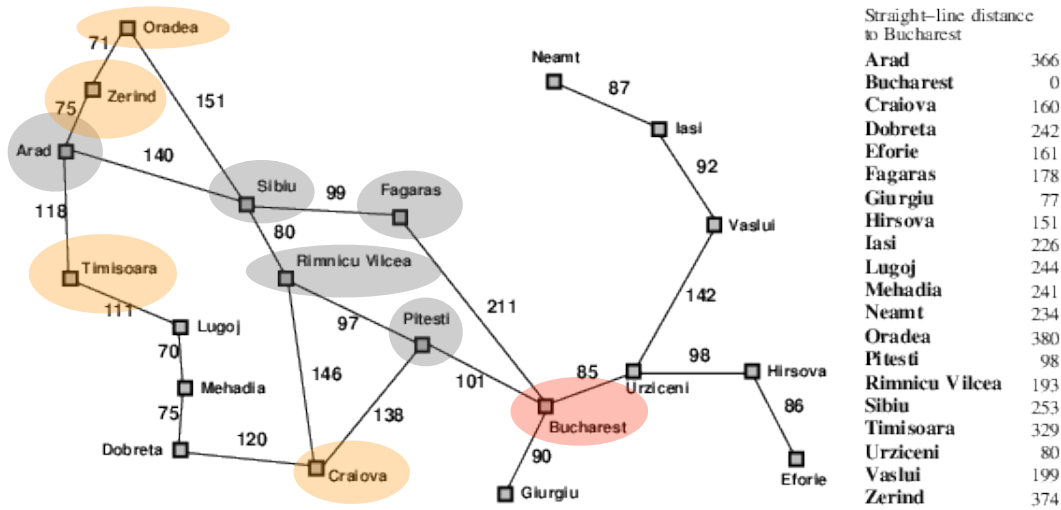 Oradea
71
Neamt
87
Zerind
75
151
Iasi
Arad
140
92
Sibiu
99
Fagaras
118
80
Vaslui
Timisoara
Rimnicu Vilcea
142
111
211
Lugoj
97
Pitesti
70
98
146
85
Hirsova
Mehadia
101
Urziceni
86
75
138
Bucharest
120
Dobreta
90
Craiova
Eforie
Giurgiu
Straight–line distance
to Bucharest
Arad 366
Bucharest 0
Craiova 160
Dobreta 242
Eforie 161
Fagaras 178
Giurgiu 77
Hirsova 151
Iasi 226
Lugoj 244
Mehadia 241
Neamt 234
Oradea 380
Pitesti 98
Rimnicu Vilcea 193
Sibiu 253
Timisoara 329
Urziceni 80
Vaslui 199
Zerind 374